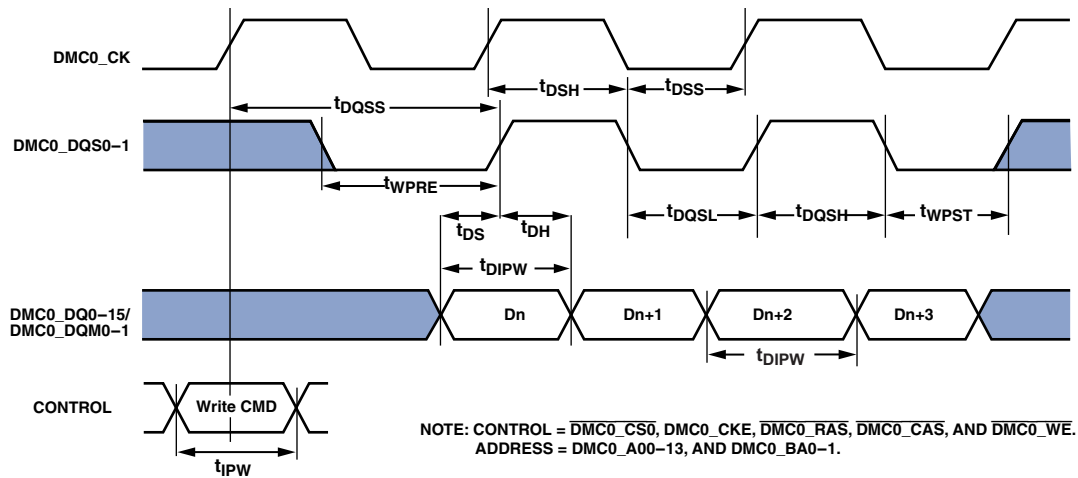 DMC0_CK
tDSH
tDSS
tDQSS
DMC0_DQS0–1
tWPRE
tDS
tDH
tDQSL
tDQSH
tWPST
tDIPW
DMC0_DQ0–15/
DMC0_DQM0–1
Dn
Dn+1
Dn+2
Dn+3
tDIPW
CONTROL
Write CMD
tIPW
NOTE: CONTROL = DMC0_CS0, DMC0_CKE, DMC0_RAS, DMC0_CAS, AND DMC0_WE.
ADDRESS = DMC0_A00–13, AND DMC0_BA0–1.